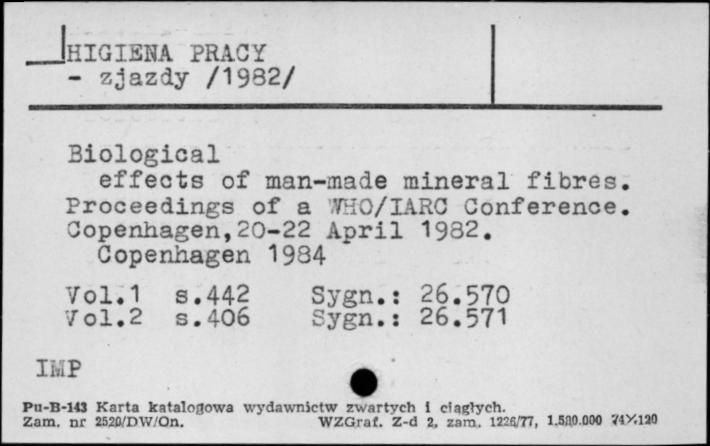 HIGIENA PRACY
- zjazdy /1982/
Biological
effects of man-made mineral fibres.
Proceedings of a WHO/IARC Conference.
Copenhagen,20-22 April 1982.
Copenhagen 1984
Vol.1 s.442 Sygn.: 26.570
Vol.2 s.406 Sygn.: 26.571
IMP
Pu-B-143 Karta katalogowa wydawnictw zwartych i ciągłych.
Zam. nr 2520/DW/On. WZGraf. Z-d 2, zam. 1226/77, 1.500.000 74×120